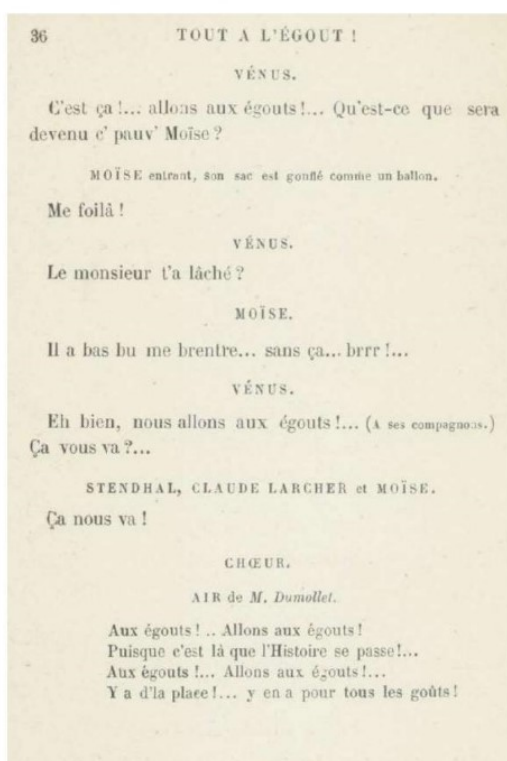 36 TOUT A L'ÉGOUT !
VÉNUS.
C'est ça !... allons aux égouts !... Qu'est-ce que sera
devenu c' pauv' Moïse ?
MOÏSE entrant, son sac est gonflé comme un ballon.
Me foilà !
VÉNUS.
Le monsieur t'a lâché ?
MOÏSE.
Il a bas bu me brentre... sans ça... brrr !...
VÉNUS.
Eh bien, nous allons aux égouts !... (A ses compagnons.)
Ça vous va ?...
STENDHAL, CLAUDE LARCHER et MOÏSE.
Ça nous va !
CHŒUR.
AIR de M. Dumollet.
Aux égouts ! .. Allons aux égouts !
Puisque c'est là que l'Histoire se passe !...
Aux égouts !... Allons aux égouts !...
Y a d'la place !... y en a pour tous les goûts !